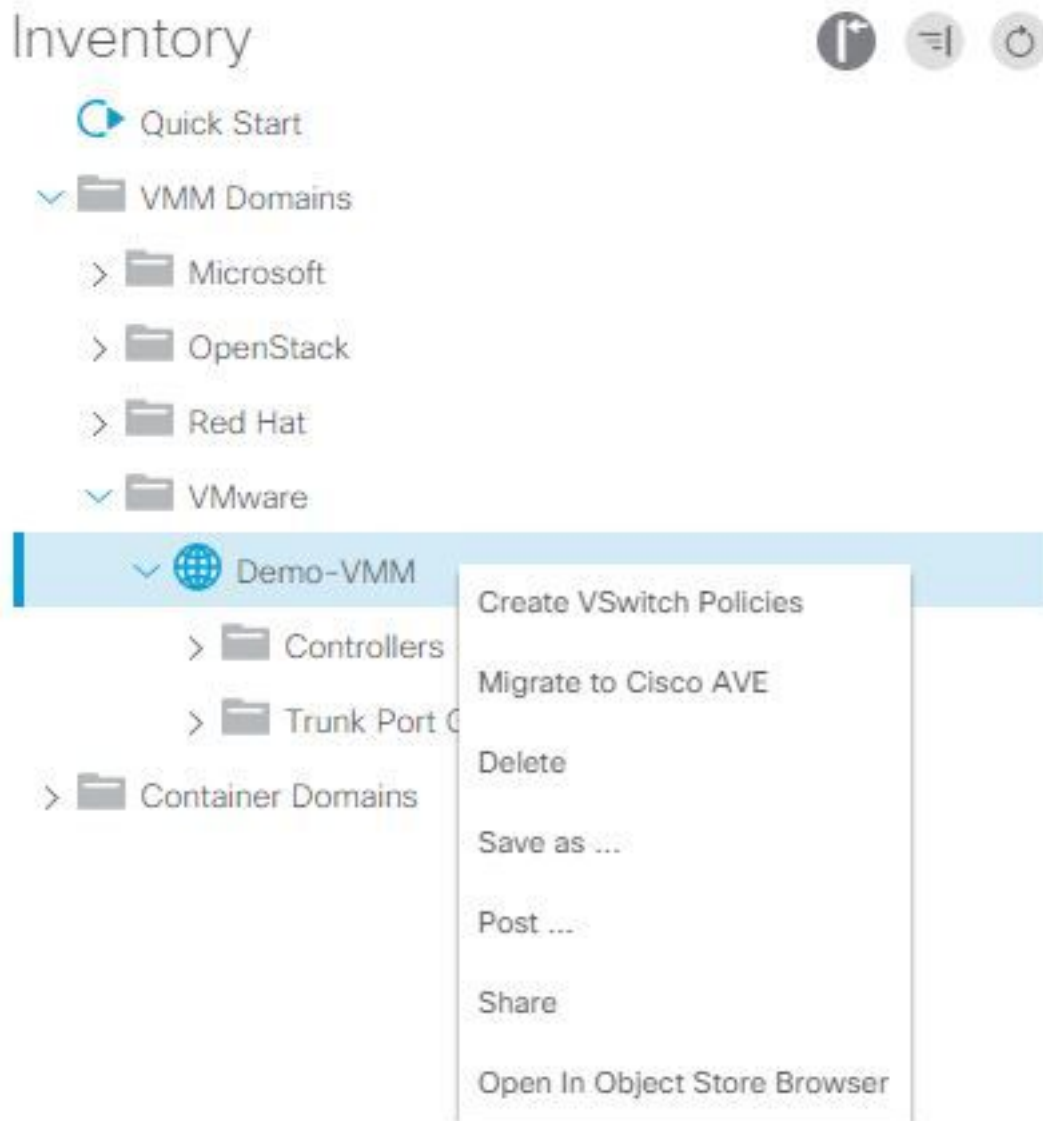 Inventory
Quick Start
VMM Domains
Microsoft
OpenStack
Red Hat
VMware
Demo-VMM
Controllers
Trunk Port
Container Domains
Create VSwitch Policies
Migrate to Cisco AVE
Delete
Save as ...
Post ...
Share
Open In Object Store Browser